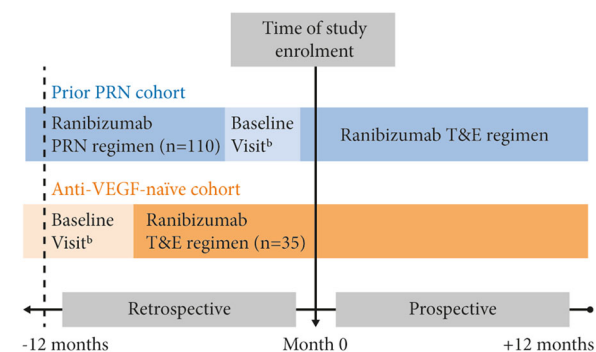 Time of study
enrolment
Prior PRN cohort
Ranibizumab
PRN regimen (n=110)
Baseline
Visitᵇ
Ranibizumab T&E regimen
Anti-VEGF-naïve cohort
Baseline
Visitᵇ
Ranibizumab
T&E regimen (n=35)
Retrospective
Prospective
-12 months
Month 0
+12 months